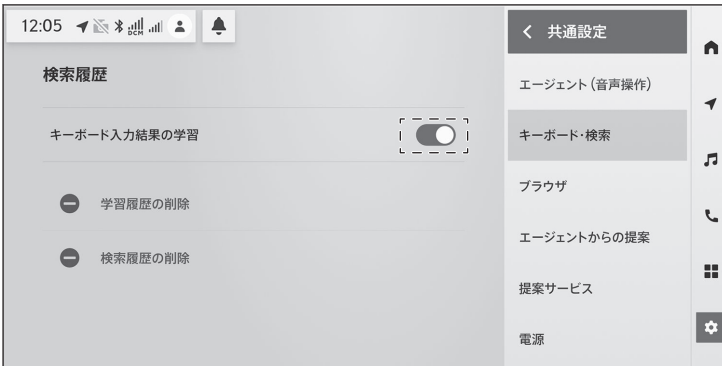 12:05
DCM
検索履歴
キーボード入力結果の学習
学習履歴の削除
検索履歴の削除
共通設定
エージェント（音声操作）
キーボード・検索
ブラウザ
エージェントからの提案
提案サービス
電源